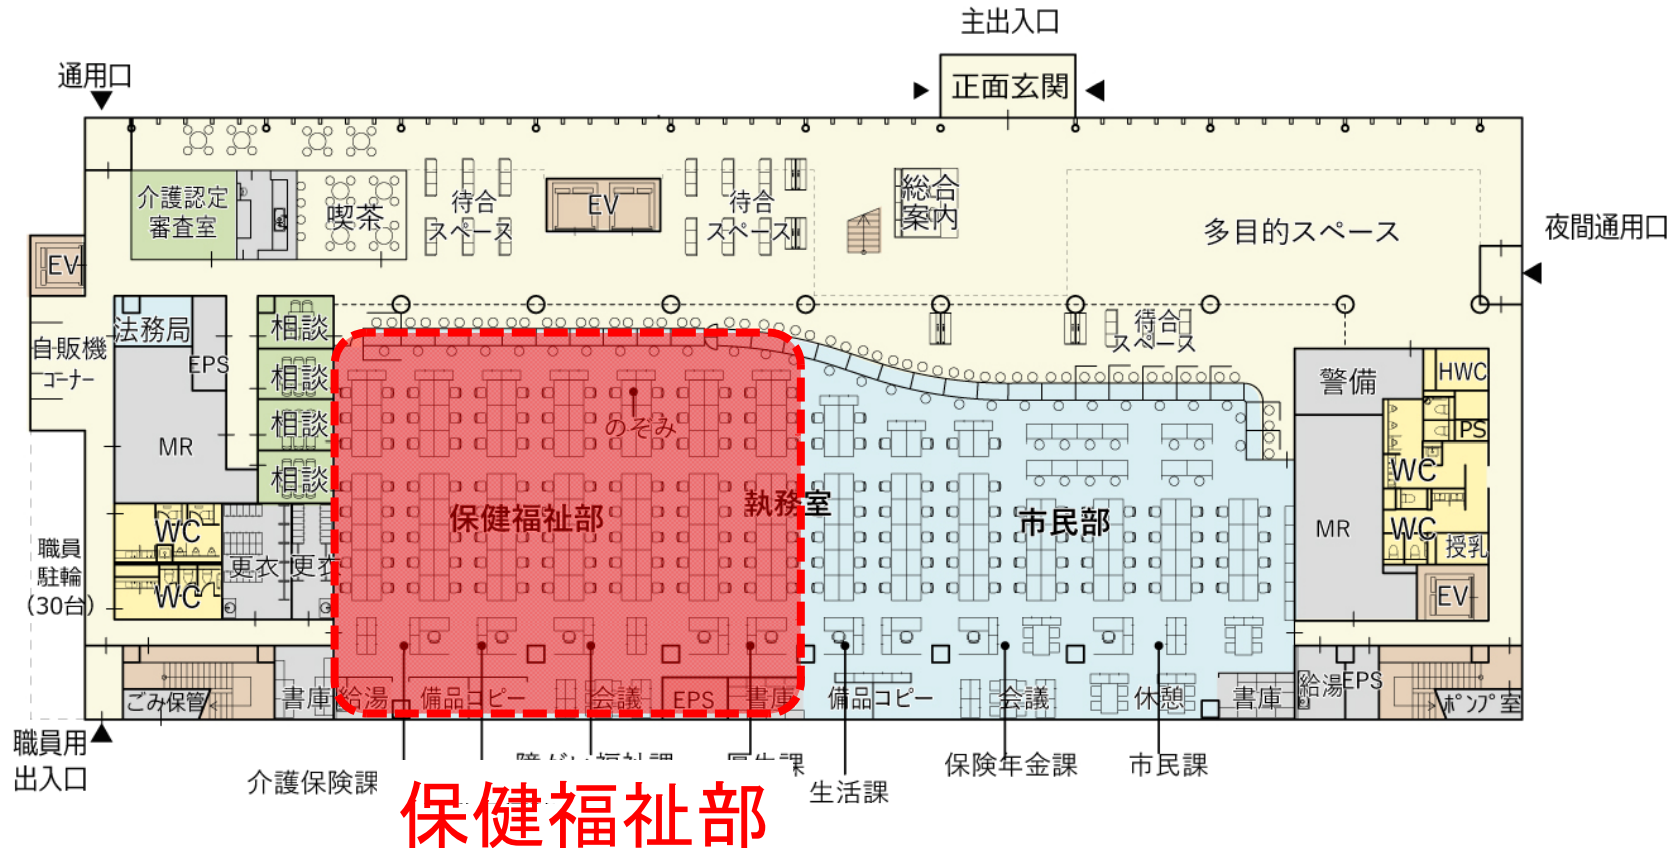 主出入口
通用口
正面玄関
介護認定
審査室
喫茶
待合
スペース
EV
待合
スペース
総合
案内
多目的スペース
夜間通用口
EV
法務局
自販機
コーナー
EPS
相談
相談
相談
相談
MR
待合
スペース
警備
HWC
PS
WC
WC
授乳
MR
EV
のぞみ
保健福祉部
執務室
市民部
WC
WC
更衣
更衣
職員
駐輪
(30台)
ごみ保管
書庫
給湯
備品コピー
会議
EPS
書庫
備品コピー
会議
休憩
書庫
給湯
EPS
ポンプ室
職員用
出入口
介護保険課
障がい福祉課
厚生課
生活課
保険年金課
市民課
保健福祉部